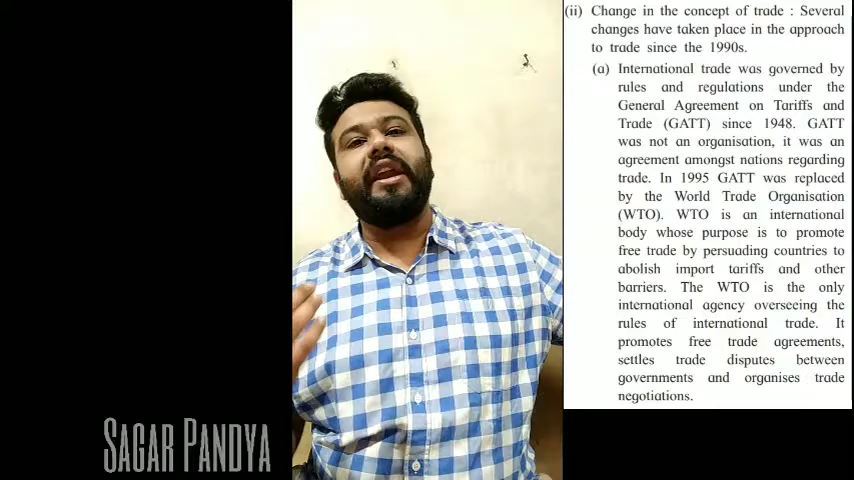 (ii) Change in the concept of trade : Several
changes have taken place in the approach
to trade since the 1990s.
(a) International trade was governed by
rules and regulations under the
General Agreement on Tariffs and
Trade (GATT) since 1948. GATT
was not an organisation, it was an
agreement amongst nations regarding
trade. In 1995 GATT was replaced
by the World Trade Organisation
(WTO). WTO is an international
body whose purpose is to promote
free trade by persuading countries to
abolish import tariffs and other
barriers. The WTO is the only
international agency overseeing the
rules of international trade. It
promotes free trade agreements,
settles trade disputes between
governments and organises trade
negotiations.
SAGAR PANDYA